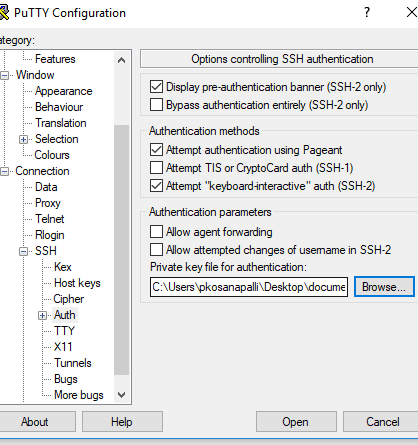 PuTTY Configuration
ategory:
Features
Window
Appearance
Behaviour
Translation
Selection
Colours
Connection
Data
Proxy
Telnet
Rlogin
SSH
Kex
Host keys
Cipher
Auth
TTY
X11
Tunnels
Bugs
More bugs
Options controlling SSH authentication
Display pre-authentication banner (SSH-2 only)
Bypass authentication entirely (SSH-2 only)
Authentication methods
Attempt authentication using Pageant
Attempt TIS or CryptoCard auth (SSH-1)
Attempt "keyboard-interactive" auth (SSH-2)
Authentication parameters
Allow agent forwarding
Allow attempted changes of username in SSH-2
Private key file for authentication:
C:\Users\pkosanapalli\Desktop\docume
Browse...
About
Help
Open
Cancel